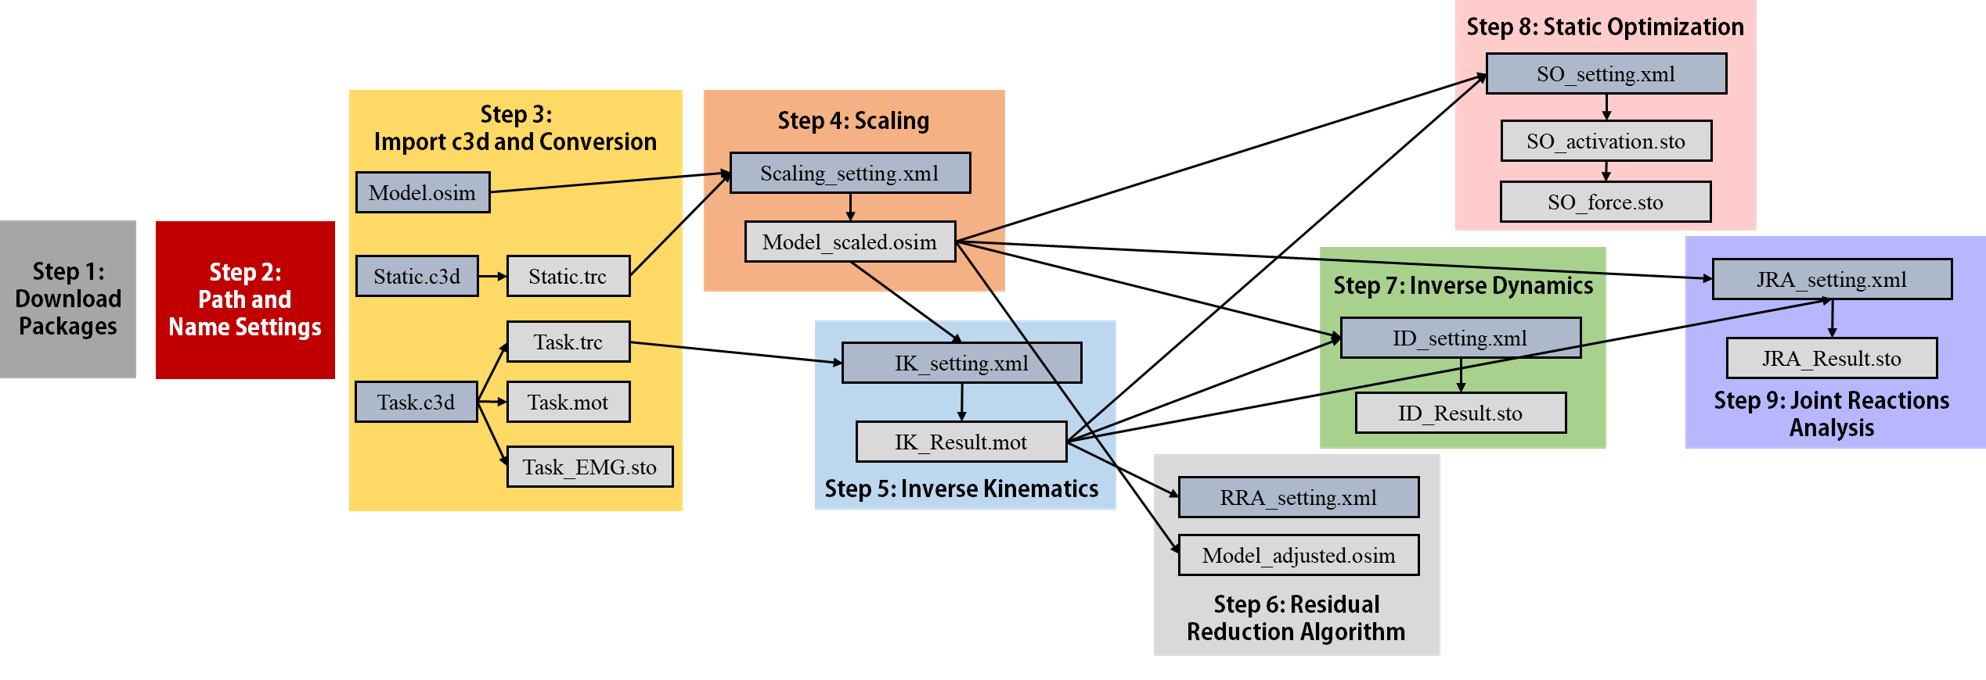 Step 1:
Download
Packages
Step 2:
Path and
Name Settings
Step 3:
Import c3d and Conversion
Model.osim
Static.c3d
Static.trc
Task.trc
Task.c3d
Task.mot
Task_EMG.sto
Step 4: Scaling
Scaling_setting.xml
Model_scaled.osim
IK_setting.xml
IK_Result.mot
Step 5: Inverse Kinematics
RRA_setting.xml
Model_adjusted.osim
Step 6: Residual
Reduction Algorithm
Step 7: Inverse Dynamics
ID_setting.xml
ID_Result.sto
Step 8: Static Optimization
SO_setting.xml
SO_activation.sto
SO_force.sto
JRA_setting.xml
JRA_Result.sto
Step 9: Joint Reactions
Analysis